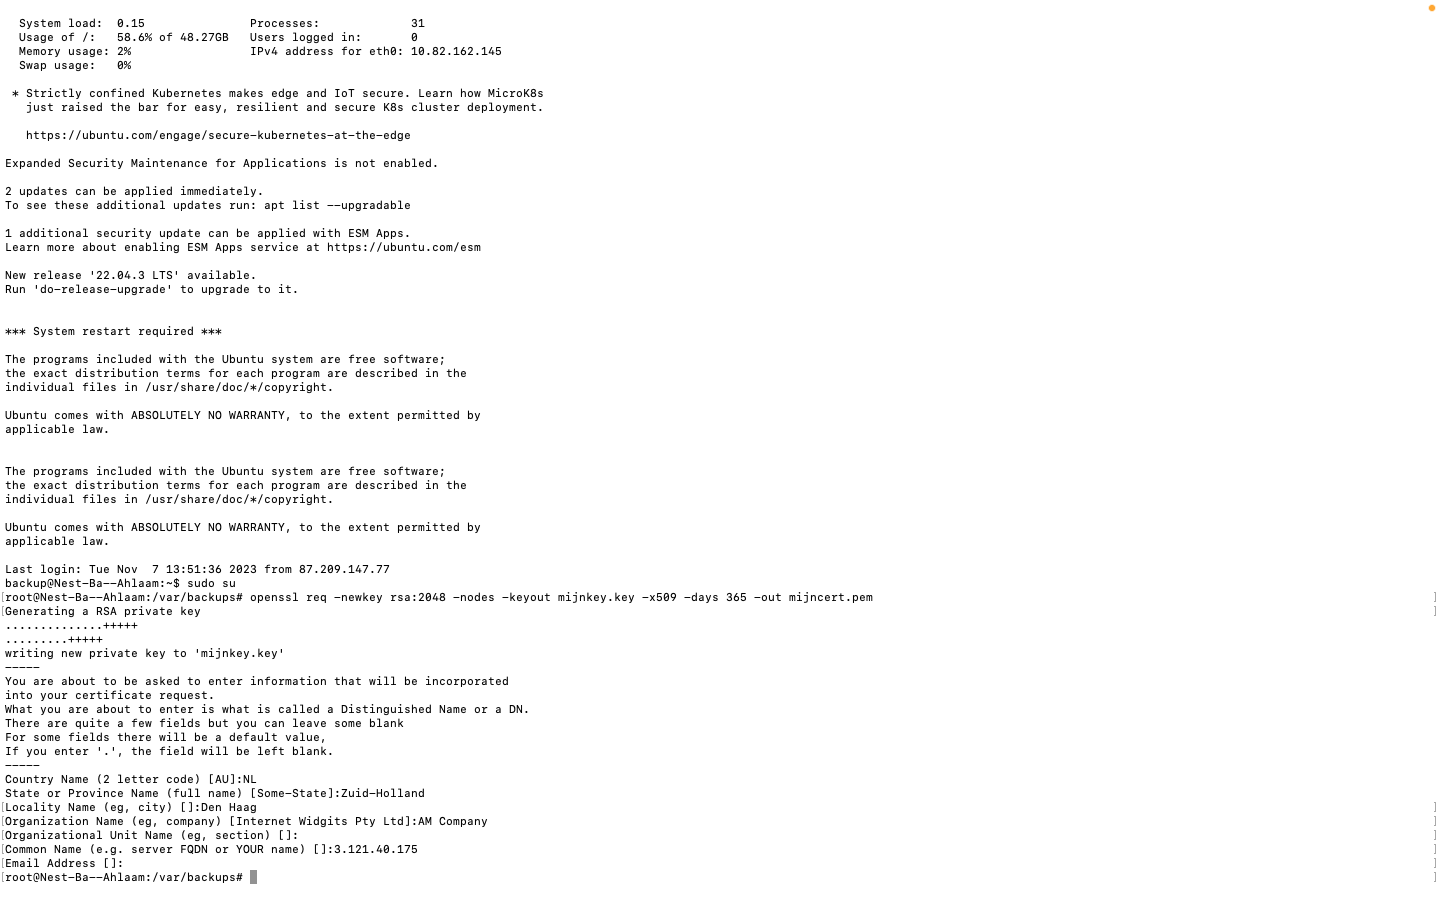 System load:  0.15               Processes:             31
Usage of /:   58.6% of 48.27GB   Users logged in:       0
Memory usage: 2%                 IPv4 address for eth0: 10.82.162.145
Swap usage:   0%
* Strictly confined Kubernetes makes edge and IoT secure. Learn how MicroK8s
just raised the bar for easy, resilient and secure K8s cluster deployment.
https://ubuntu.com/engage/secure-kubernetes-at-the-edge
Expanded Security Maintenance for Applications is not enabled.
2 updates can be applied immediately.
To see these additional updates run: apt list --upgradable
1 additional security update can be applied with ESM Apps.
Learn more about enabling ESM Apps service at https://ubuntu.com/esm
New release '22.04.3 LTS' available.
Run 'do-release-upgrade' to upgrade to it.
*** System restart required ***
The programs included with the Ubuntu system are free software;
the exact distribution terms for each program are described in the
individual files in /usr/share/doc/*/copyright.
Ubuntu comes with ABSOLUTELY NO WARRANTY, to the extent permitted by
applicable law.
The programs included with the Ubuntu system are free software;
the exact distribution terms for each program are described in the
individual files in /usr/share/doc/*/copyright.
Ubuntu comes with ABSOLUTELY NO WARRANTY, to the extent permitted by
applicable law.
Last login: Tue Nov  7 13:51:36 2023 from 87.209.147.77
backup@Nest-Ba--Ahlaam:~$ sudo su
[root@Nest-Ba--Ahlaam:/var/backups# openssl req -newkey rsa:2048 -nodes -keyout mijnkey.key -x509 -days 365 -out mijncert.pem ]
[Generating a RSA private key ]
..............+++++
.........+++++
writing new private key to 'mijnkey.key'
-----
You are about to be asked to enter information that will be incorporated
into your certificate request.
What you are about to enter is what is called a Distinguished Name or a DN.
There are quite a few fields but you can leave some blank
For some fields there will be a default value,
If you enter '.', the field will be left blank.
-----
Country Name (2 letter code) [AU]:NL
State or Province Name (full name) [Some-State]:Zuid-Holland
[Locality Name (eg, city) []:Den Haag ]
[Organization Name (eg, company) [Internet Widgits Pty Ltd]:AM Company ]
[Organizational Unit Name (eg, section) []: ]
[Common Name (e.g. server FQDN or YOUR name) []:3.121.40.175 ]
[Email Address []: ]
[root@Nest-Ba--Ahlaam:/var/backups# ]